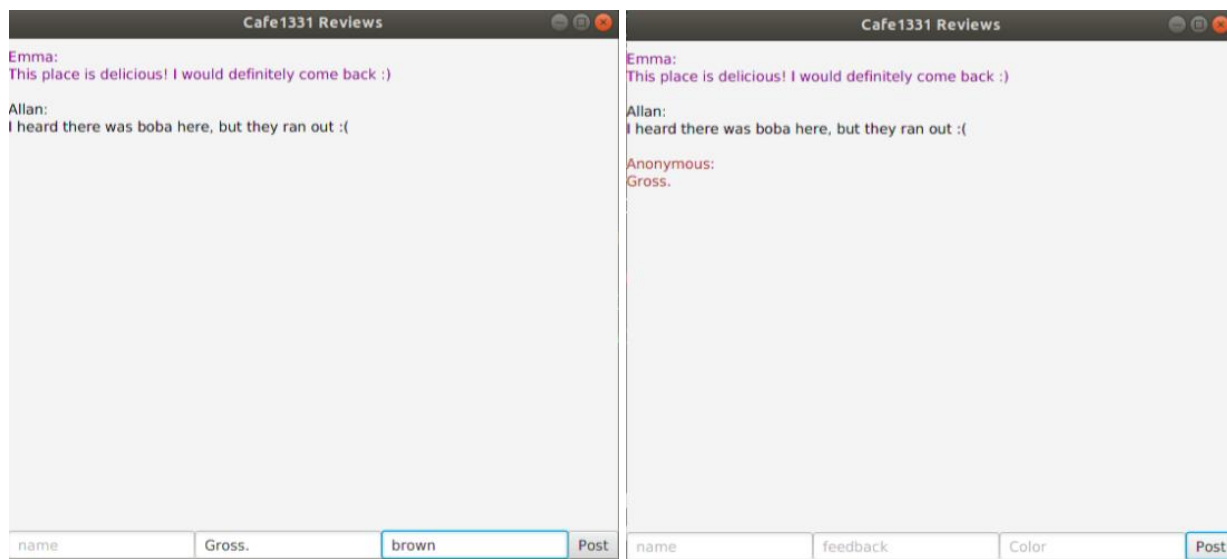 Cafe1331 Reviews
Emma:
This place is delicious! I would definitely come back :)
Allan:
I heard there was boba here, but they ran out :(
name
Gross.
brown
Post
Cafe1331 Reviews
Emma:
This place is delicious! I would definitely come back :)
Allan:
I heard there was boba here, but they ran out :(
Anonymous:
Gross.
name
feedback
Color
Post